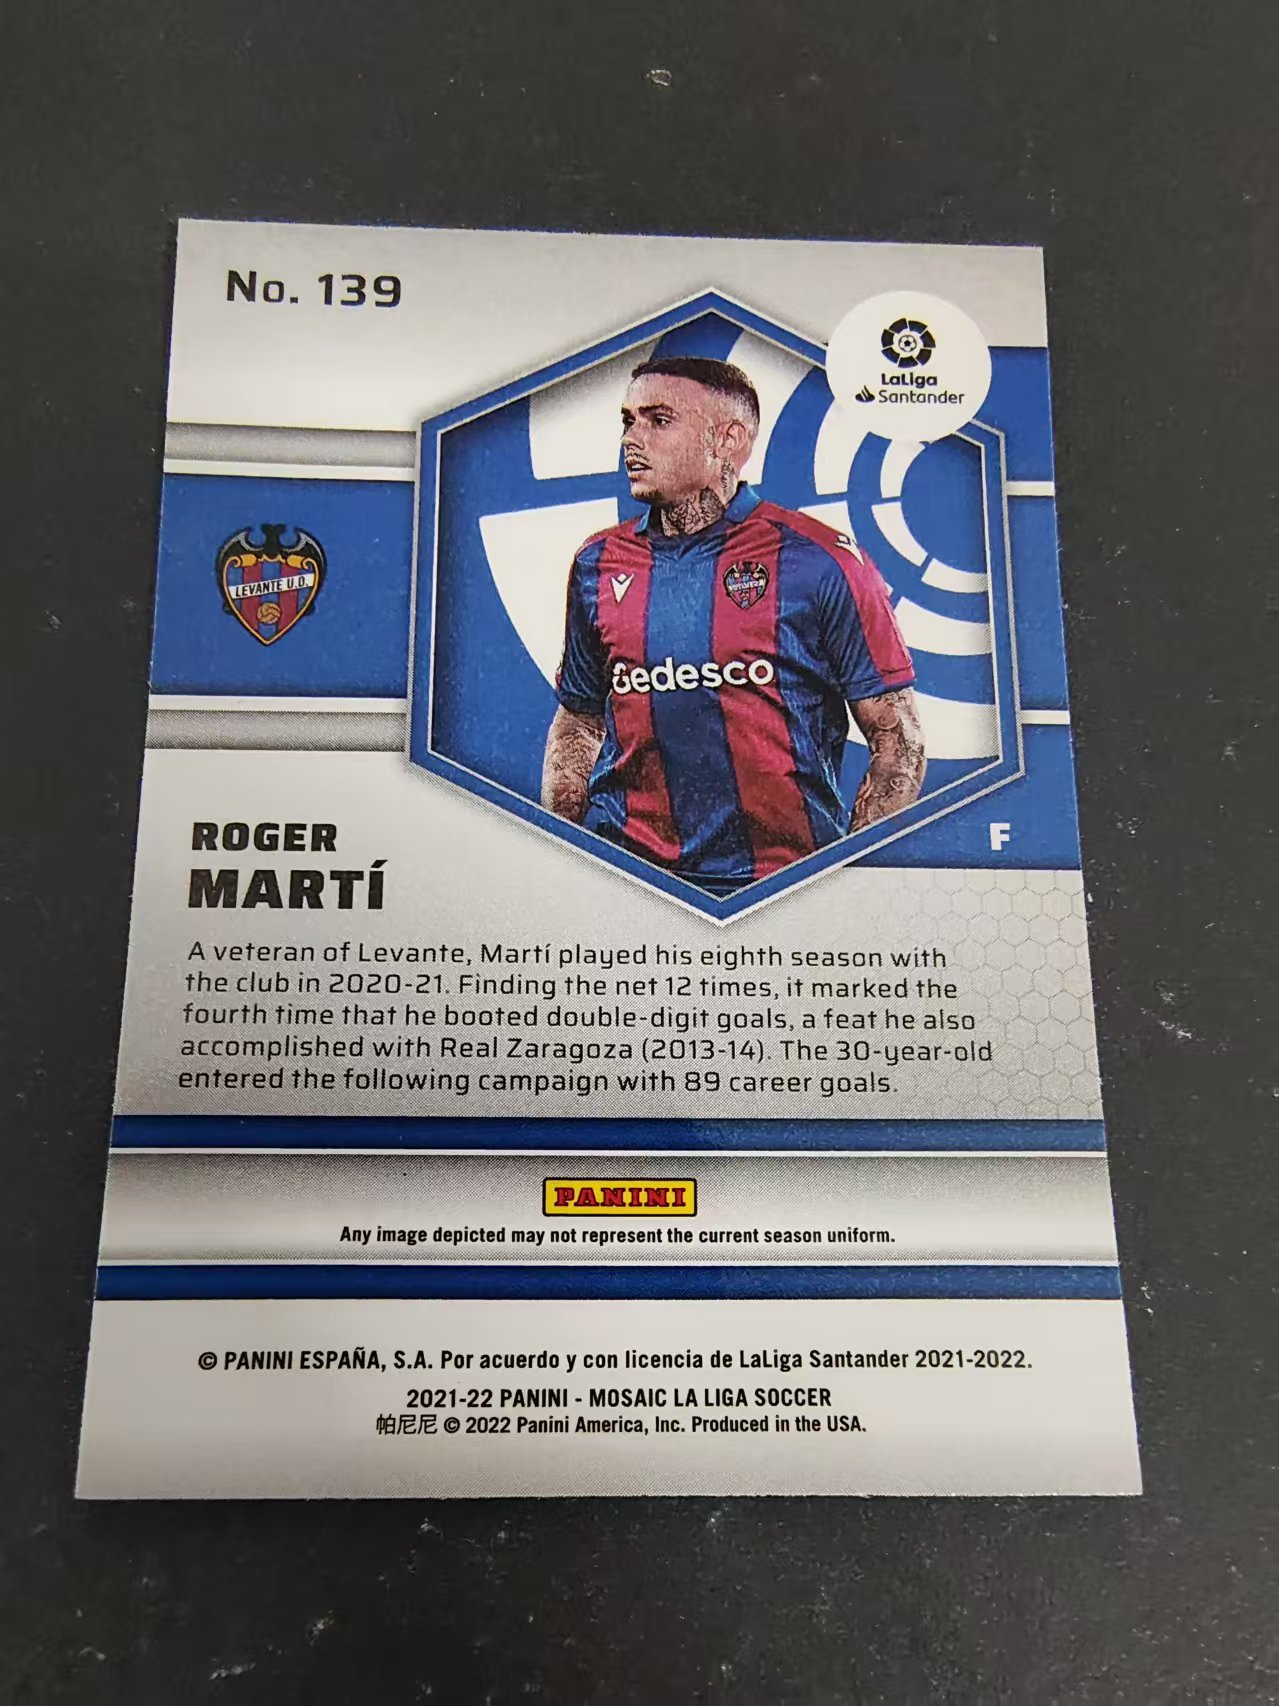 No. 139
LaLiga
Santander
LEVANTE U.D.
Gedesco
F
ROGER
MARTÍ
A veteran of Levante, Martí played his eighth season with
the club in 2020-21. Finding the net 12 times, it marked the
fourth time that he booted double-digit goals, a feat he also
accomplished with Real Zaragoza (2013-14). The 30-year-old
entered the following campaign with 89 career goals.
PANINI
Any image depicted may not represent the current season uniform.
© PANINI ESPAÑA, S.A. Por acuerdo y con licencia de LaLiga Santander 2021-2022.
2021-22 PANINI - MOSAIC LA LIGA SOCCER
帕尼尼 © 2022 Panini America, Inc. Produced in the USA.